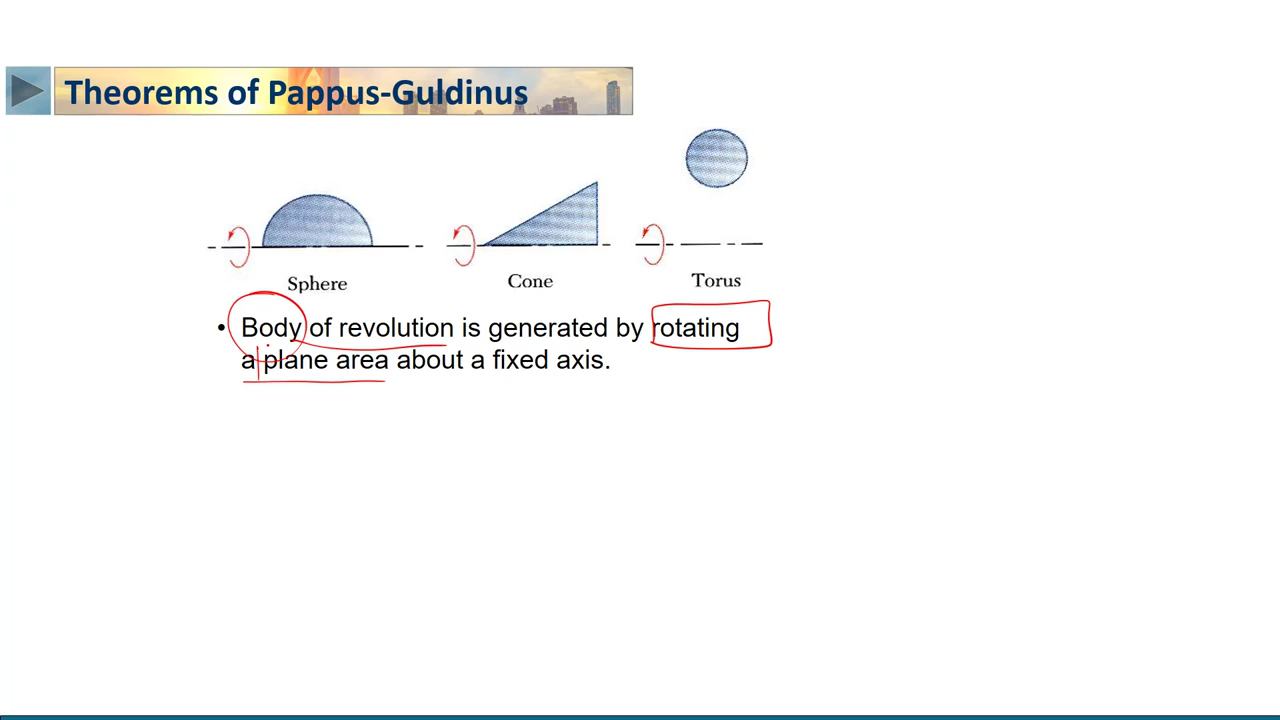 Theorems of Pappus-Guldinus
Sphere
Cone
Torus
• Body of revolution is generated by rotating
a plane area about a fixed axis.